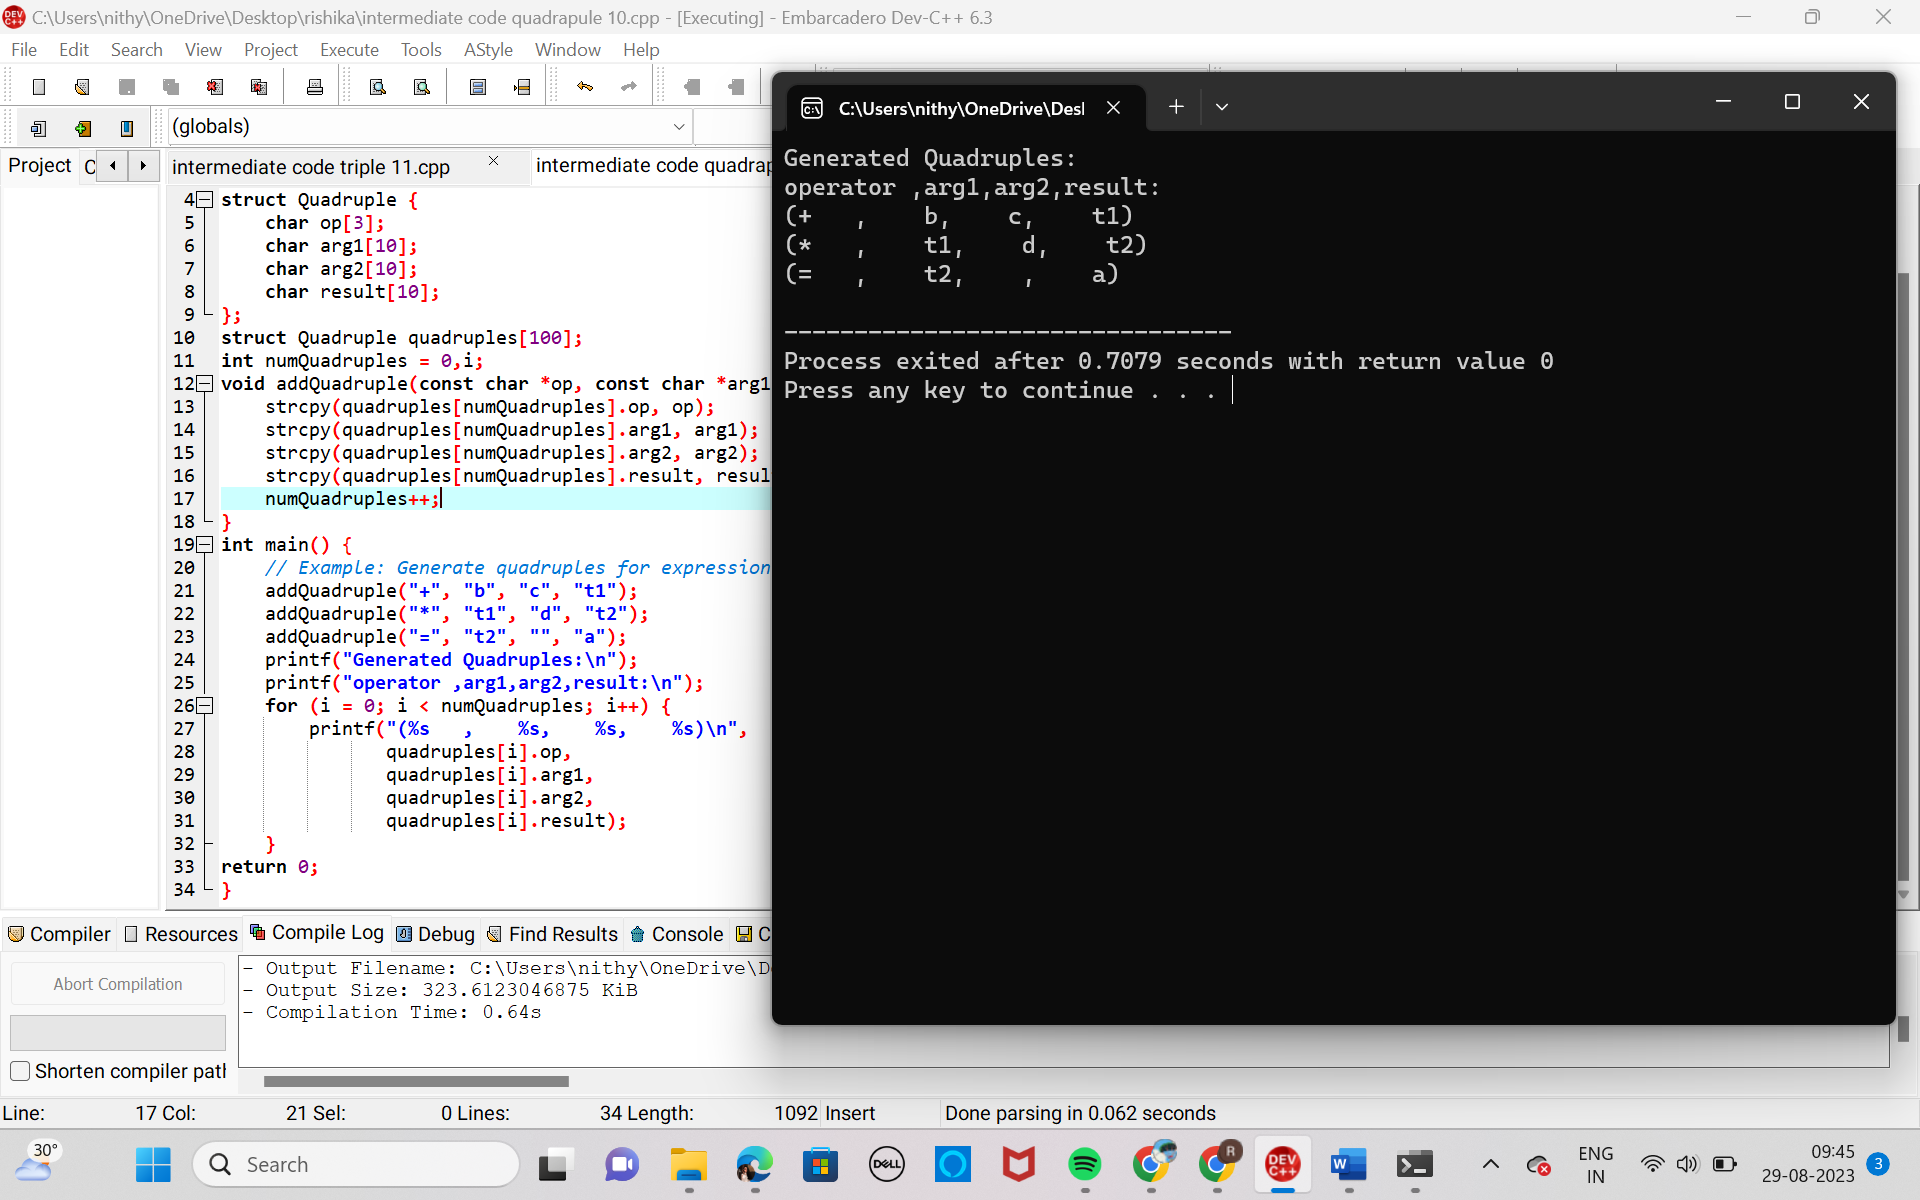 C:\Users\nithy\OneDrive\Desktop\rishika\intermediate code quadrapule 10.cpp - [Executing] - Embarcadero Dev-C++ 6.3
File Edit Search View Project Execute Tools AStyle Window Help
(globals)
Project C
intermediate code triple 11.cpp
intermediate code quadrap
4 struct Quadruple {
5 char op[3];
6 char arg1[10];
7 char arg2[10];
8 char result[10];
9 };
10 struct Quadruple quadruples[100];
11 int numQuadruples = 0,i;
12 void addQuadruple(const char *op, const char *arg1
13 strcpy(quadruples[numQuadruples].op, op);
14 strcpy(quadruples[numQuadruples].arg1, arg1);
15 strcpy(quadruples[numQuadruples].arg2, arg2);
16 strcpy(quadruples[numQuadruples].result, resul
17 numQuadruples++;
18 }
19 int main() {
20 // Example: Generate quadruples for expression
21 addQuadruple("+", "b", "c", "t1");
22 addQuadruple("*", "t1", "d", "t2");
23 addQuadruple("=", "t2", "", "a");
24 printf("Generated Quadruples:\n");
25 printf("operator ,arg1,arg2,result:\n");
26 for (i = 0; i < numQuadruples; i++) {
27 printf("(%s   ,    %s,    %s,    %s)\n",
28 quadruples[i].op,
29 quadruples[i].arg1,
30 quadruples[i].arg2,
31 quadruples[i].result);
32 }
33 return 0;
34 }
C:\Users\nithy\OneDrive\Desl
Generated Quadruples:
operator ,arg1,arg2,result:
(+   ,    b,    c,    t1)
(*   ,    t1,    d,    t2)
(=   ,    t2,    ,    a)
--------------------------------
Process exited after 0.7079 seconds with return value 0
Press any key to continue . . .
Compiler Resources Compile Log Debug Find Results Console C
Abort Compilation
Shorten compiler path
- Output Filename: C:\Users\nithy\OneDrive\D
- Output Size: 323.6123046875 KiB
- Compilation Time: 0.64s
Line: 17 Col: 21 Sel: 0 Lines: 34 Length: 1092 Insert Done parsing in 0.062 seconds
30°
Search
DELL
R
DEV C++
W
ENG
IN
09:45
29-08-2023
3